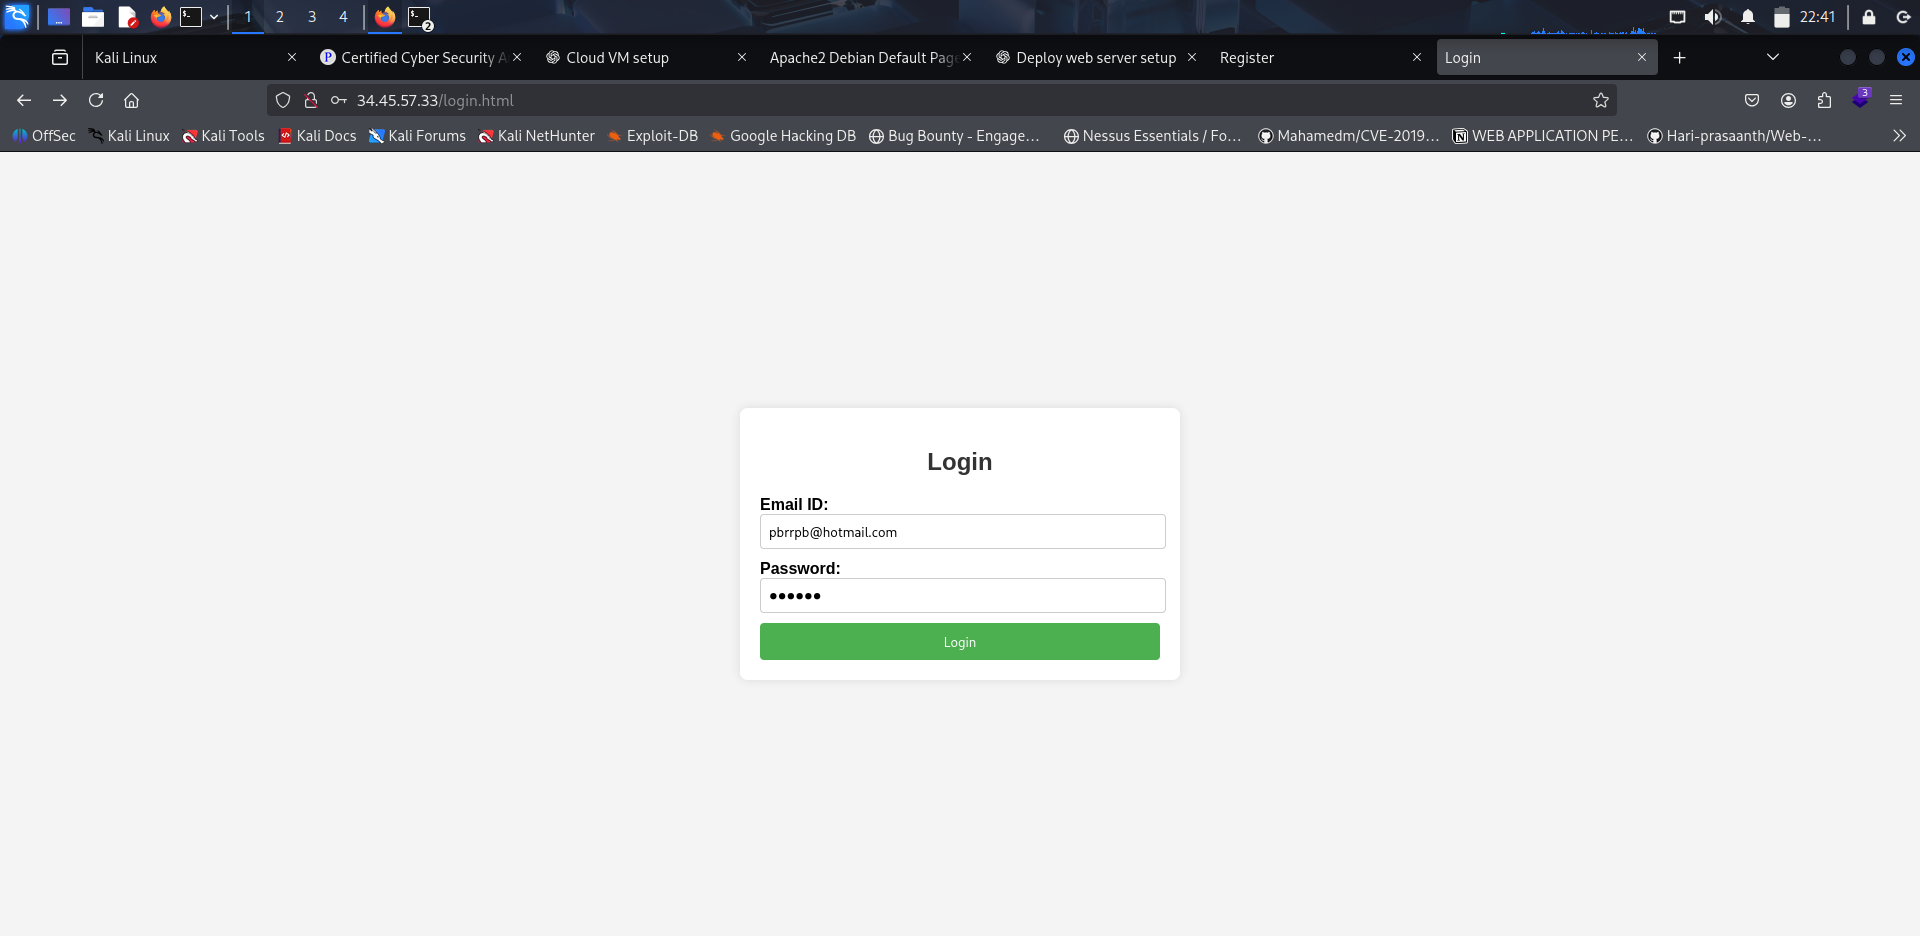 1 2 3 4 2 22:41
Kali Linux Certified Cyber Security A Cloud VM setup Apache2 Debian Default Page Deploy web server setup Register Login
34.45.57.33/login.html 3
OffSec Kali Linux Kali Tools Kali Docs Kali Forums Kali NetHunter Exploit-DB Google Hacking DB Bug Bounty - Engage... Nessus Essentials / Fo... Mahamedm/CVE-2019... WEB APPLICATION PE... Hari-prasaanth/Web-...
Login
Email ID:
pbrrpb@hotmail.com
Password:
••••••
Login